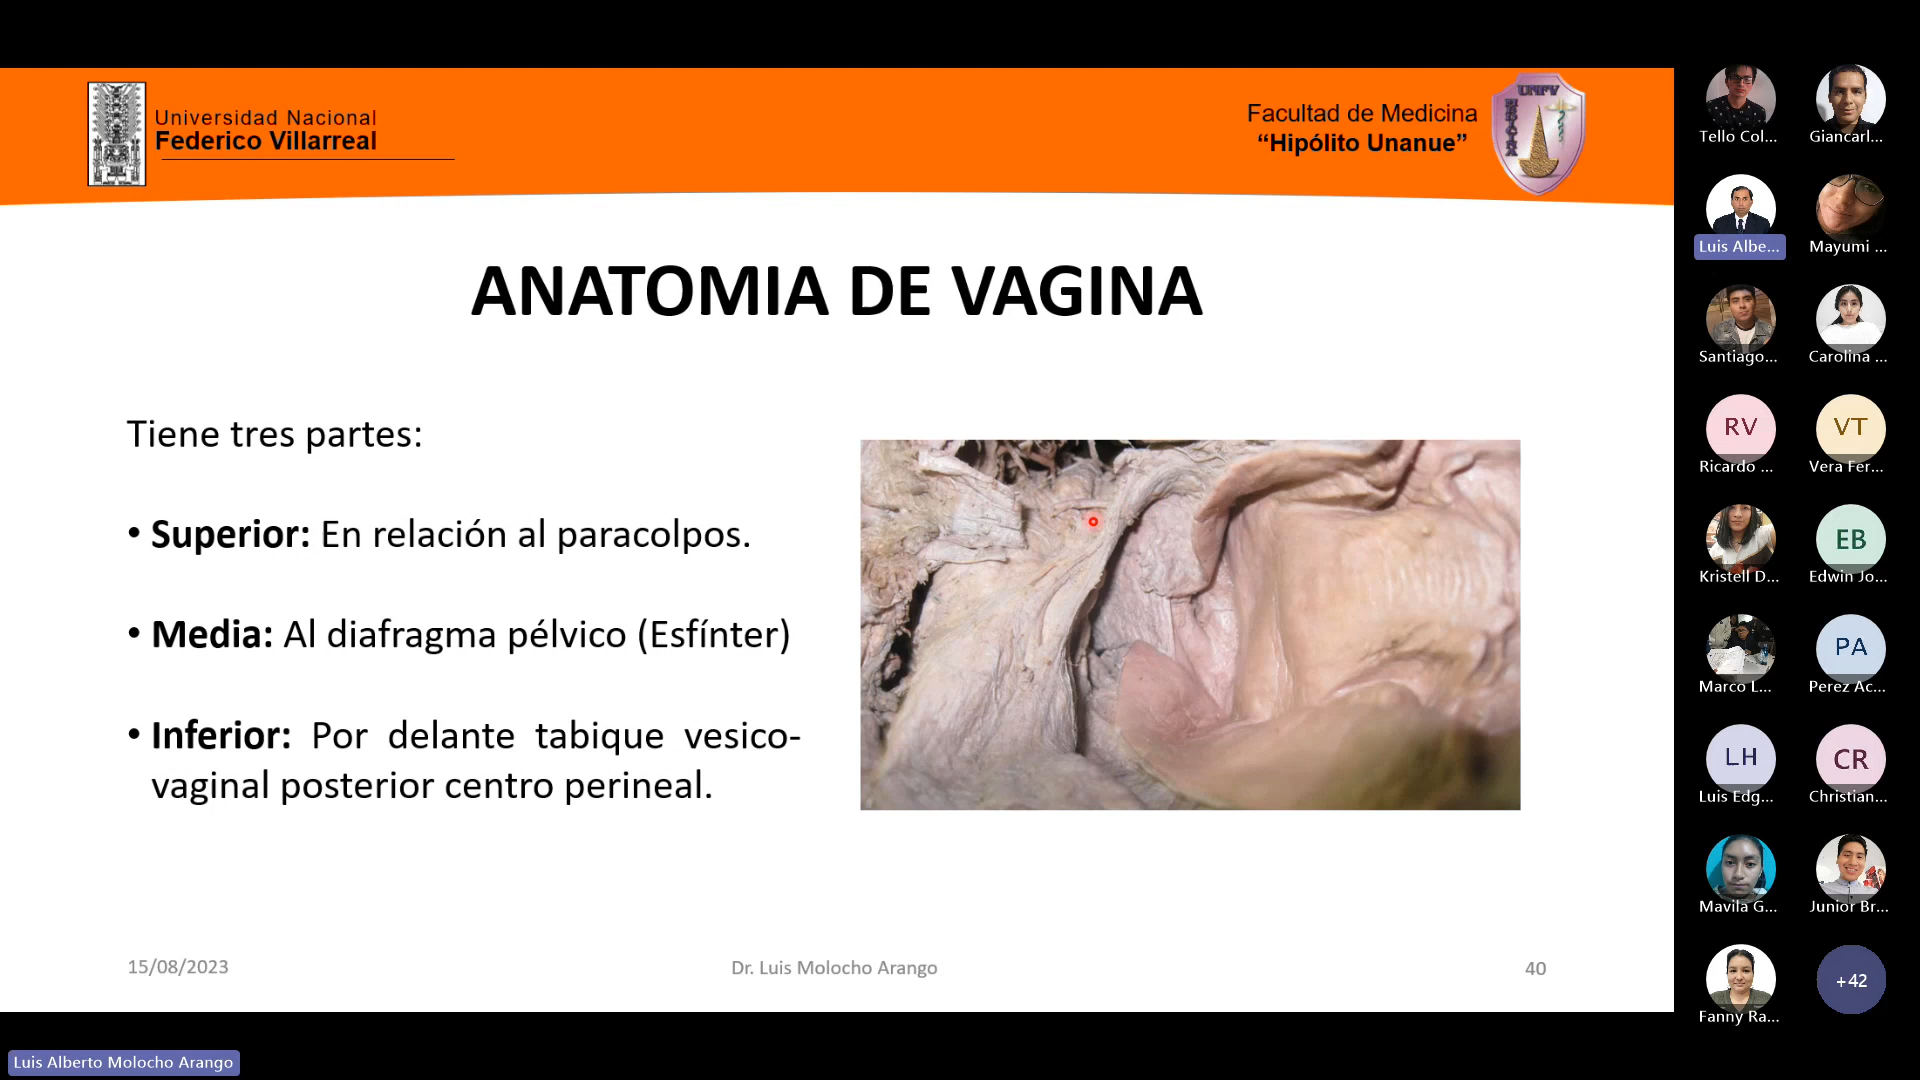 Universidad Nacional
Federico Villarreal
Facultad de Medicina
“Hipólito Unanue”
UNFV
MEDICINA
ANATOMIA DE VAGINA
Tiene tres partes:
• Superior: En relación al paracolpos.
• Media: Al diafragma pélvico (Esfínter)
• Inferior: Por delante tabique vesico-
vaginal posterior centro perineal.
15/08/2023
Dr. Luis Molocho Arango
40
Tello Col...
Giancarl...
Luis Albe...
Mayumi ...
Santiago...
Carolina ...
RV
VT
Ricardo ...
Vera Fer...
EB
Kristell D...
Edwin Jo...
PA
Marco L...
Perez Ac...
LH
CR
Luis Edg...
Christian...
Mavila G...
Junior Br...
+42
Fanny Ra...
Luis Alberto Molocho Arango